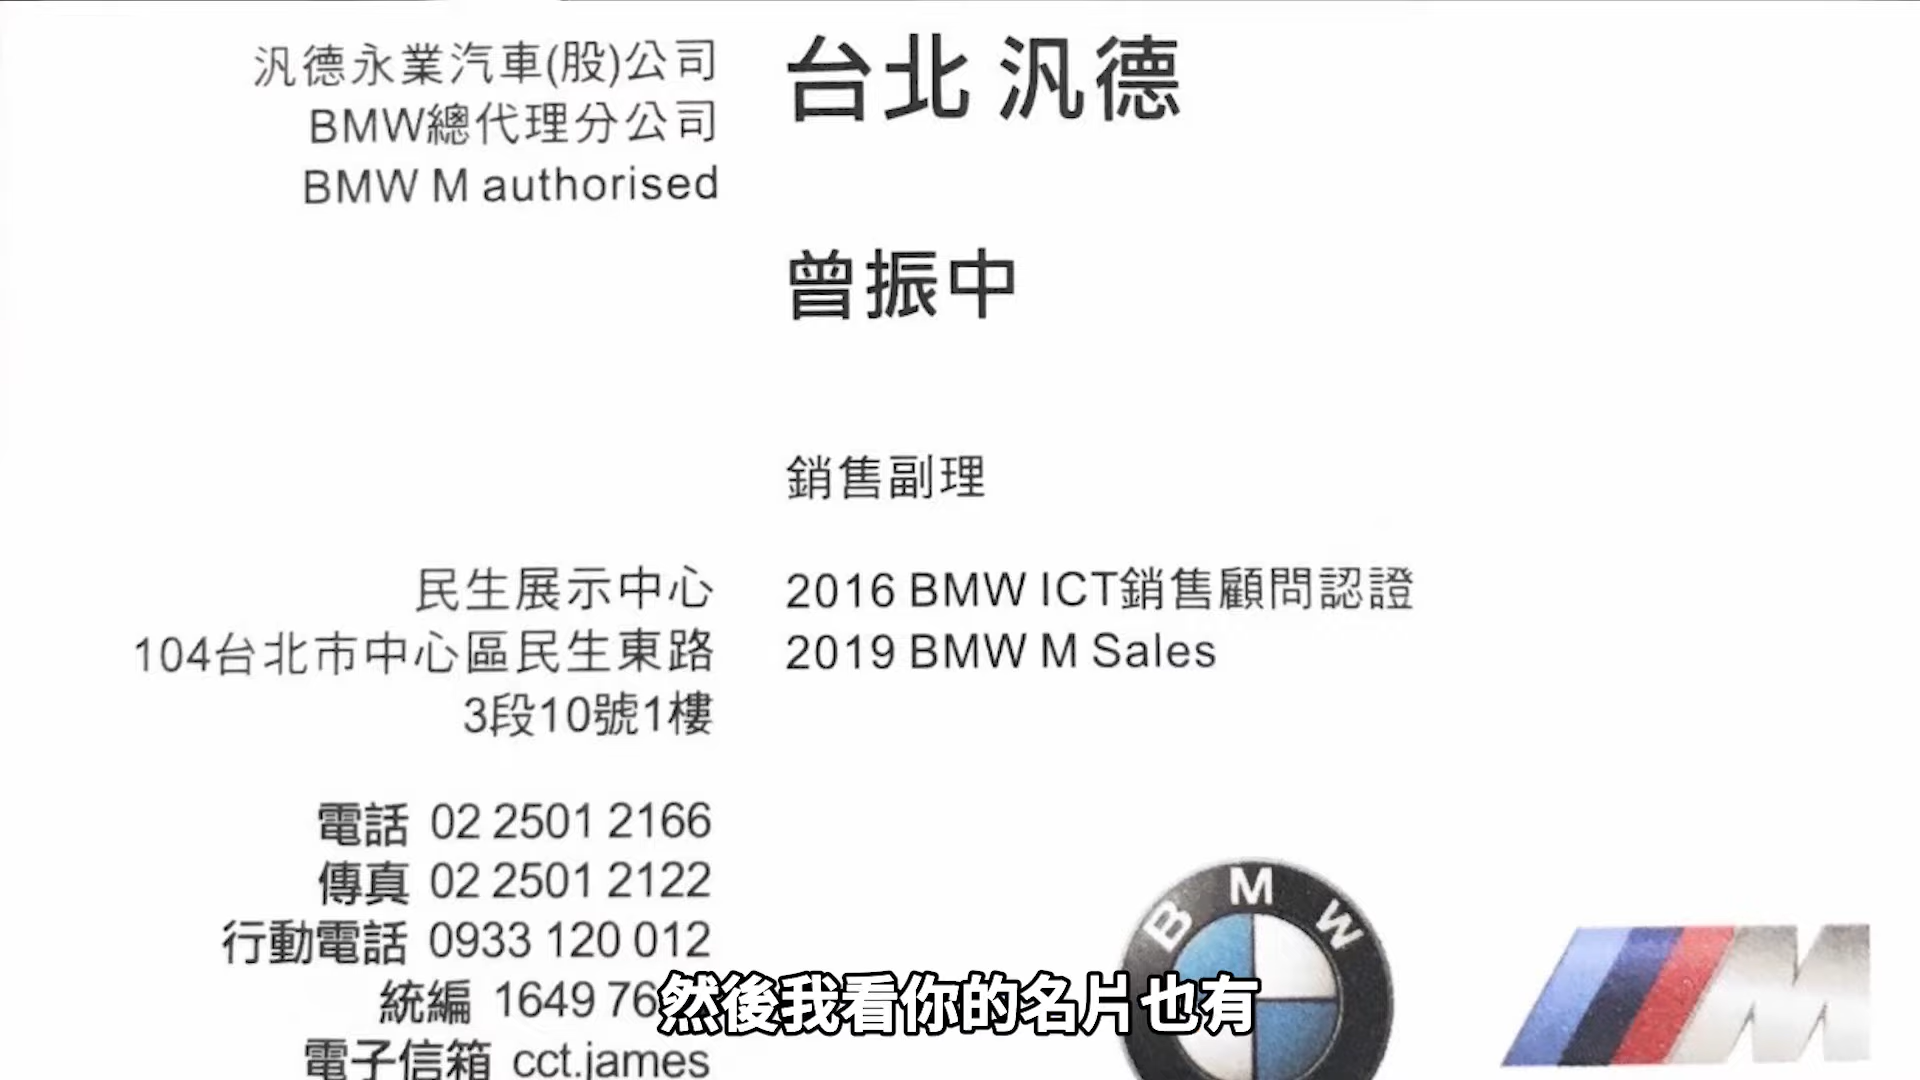 汎德永業汽車(股)公司
BMW總代理分公司
BMW M authorised
台北 汎德
曾振中
銷售副理
民生展示中心
104台北市中心區民生東路
3段10號1樓
2016 BMW ICT銷售顧問認證
2019 BMW M Sales
電話 02 2501 2166
傳真 02 2501 2122
行動電話 0933 120 012
統編 1649 76
電子信箱 cct.james
BMW
M
然後我看你的名片也有